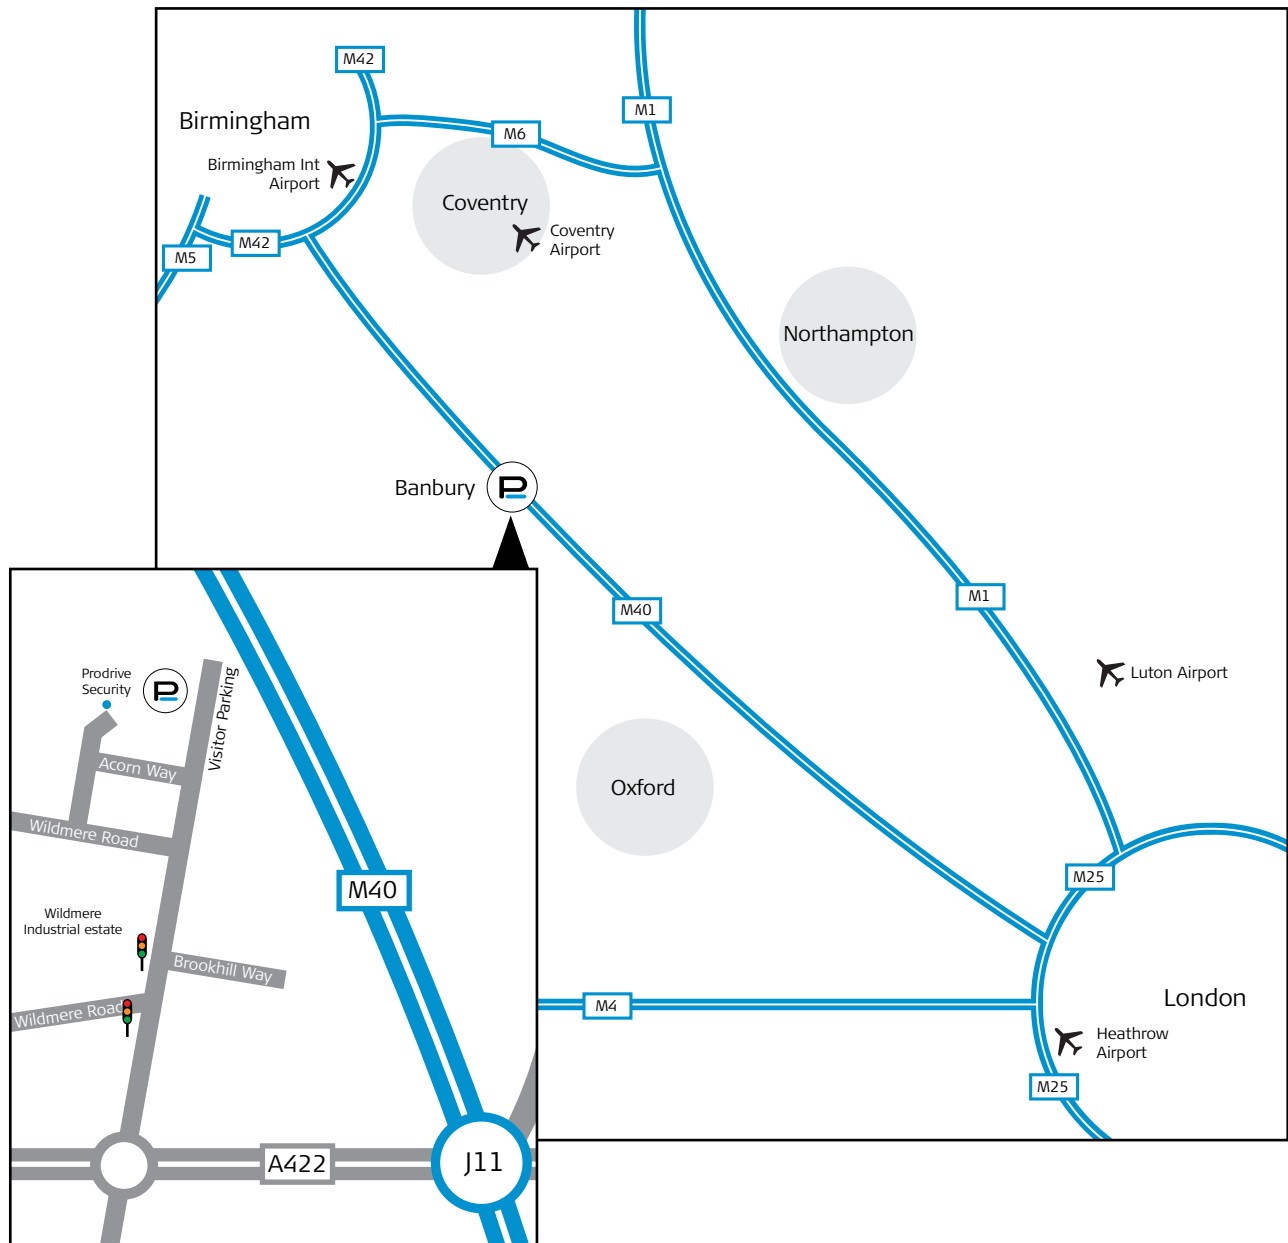 M42
M1
Birmingham
M6
Birmingham Int
Airport
Coventry
Coventry
Airport
M42
M5
Northampton
Banbury
P
M1
M40
Luton Airport
Oxford
M25
M4
London
Heathrow
Airport
M25
Prodrive
Security
P
Visitor Parking
Acorn Way
Wildmere Road
M40
Wildmere
Industrial estate
Brookhill Way
Wildmere Road
A422
J11